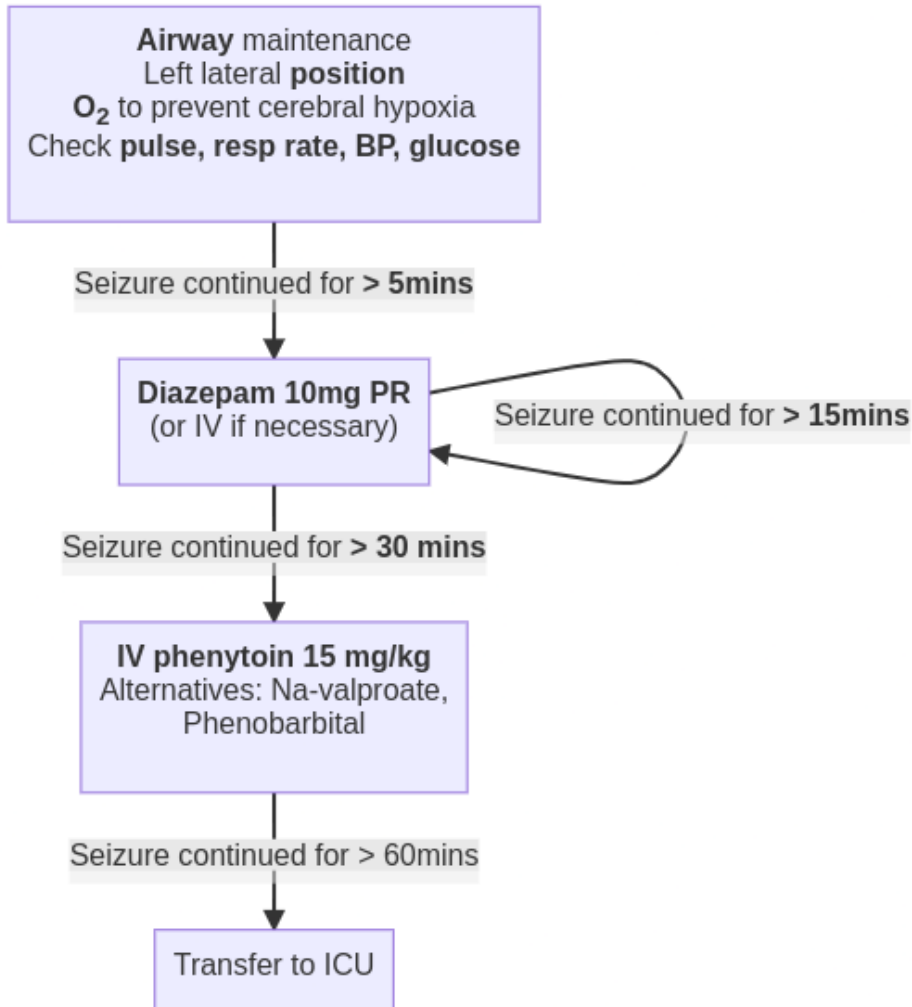 Airway maintenance
Left lateral position
O2 to prevent cerebral hypoxia
Check pulse, resp rate, BP, glucose
Seizure continued for > 5mins
Diazepam 10mg PR
(or IV if necessary)
Seizure continued for > 15mins
Seizure continued for > 30 mins
IV phenytoin 15 mg/kg
Alternatives: Na-valproate,
Phenobarbital
Seizure continued for > 60mins
Transfer to ICU